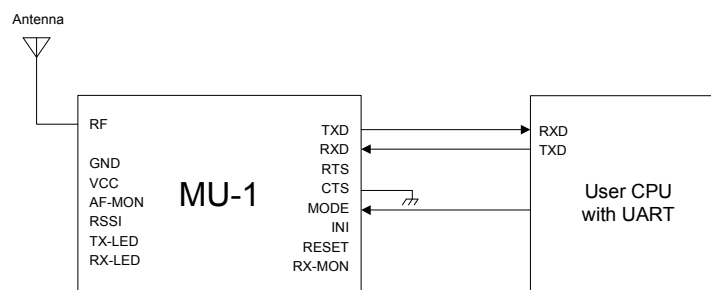 Antenna
RF
GND
VCC
AF-MON
RSSI
TX-LED
RX-LED
MU-1
TXD
RXD
RTS
CTS
MODE
INI
RESET
RX-MON
RXD
TXD
User CPU
with UART